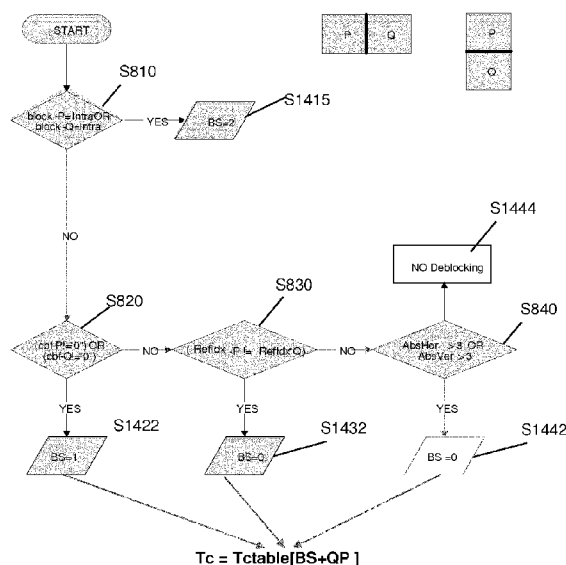 START
P Q
P
Q
S810
block -P=Intra OR
block -Q=Intra
YES
S1415
BS=2
NO
S1444
NO Deblocking
S820
(cbf-P!=0") OR
(cbf-Q!=0")
NO
S830
( RefIdx -P != RefIdxQ)
NO
S840
AbsHor >3 OR
AbsVer >3
YES
YES
YES
S1422
BS=1
S1432
BS=0
S1442
BS =0
Tc = Tctable[BS+QP ]